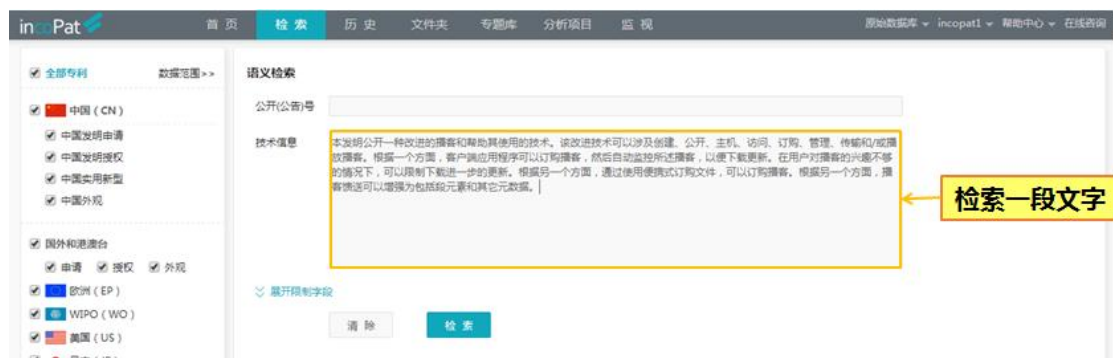 incoPat 首页 检索 历史 文件夹 专题库 分析项目 监视 原始数据库 incopat1 帮助中心 在线咨询
全部专利 数据范围>>
中国 ( CN )
中国发明申请
中国发明授权
中国实用新型
中国外观
国外和港澳台
申请 授权 外观
欧洲 ( EP )
WIPO ( WO )
美国 ( US )
语义检索
公开(公告)号
技术信息
本发明公开一种改进的播客和帮助其使用的技术。该改进技术可以涉及创建、公开、主机、访问、订购、管理、传输和/或播
放播客。根据一个方面，客户端应用程序可以订购播客，然后自动监控所述播客，以便下载更新。在用户对播客的兴趣不够
的情况下，可以限制下载进一步的更新。根据另一个方面，通过使用便携式订购文件，可以订购播客。根据另一个方面，播
客馈送可以增强为包括段元素和其它元数据。
检索一段文字
展开限制字段
清除 检索